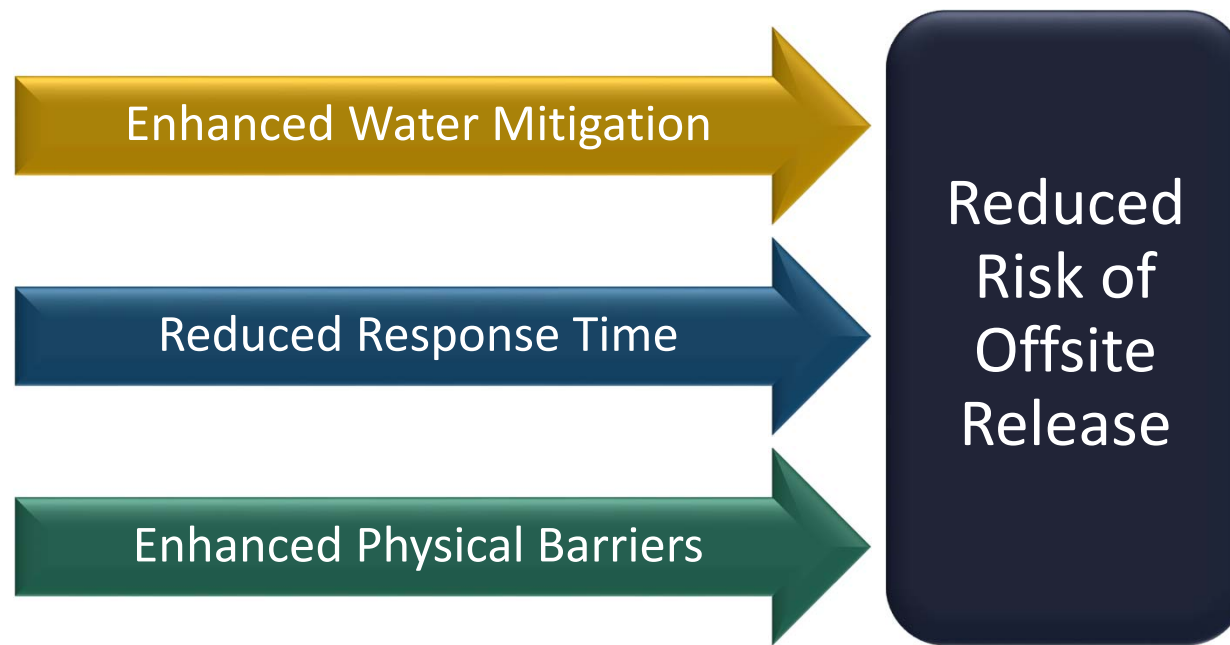 Enhanced Water Mitigation
Reduced Response Time
Enhanced Physical Barriers
Reduced
Risk of
Offsite
Release